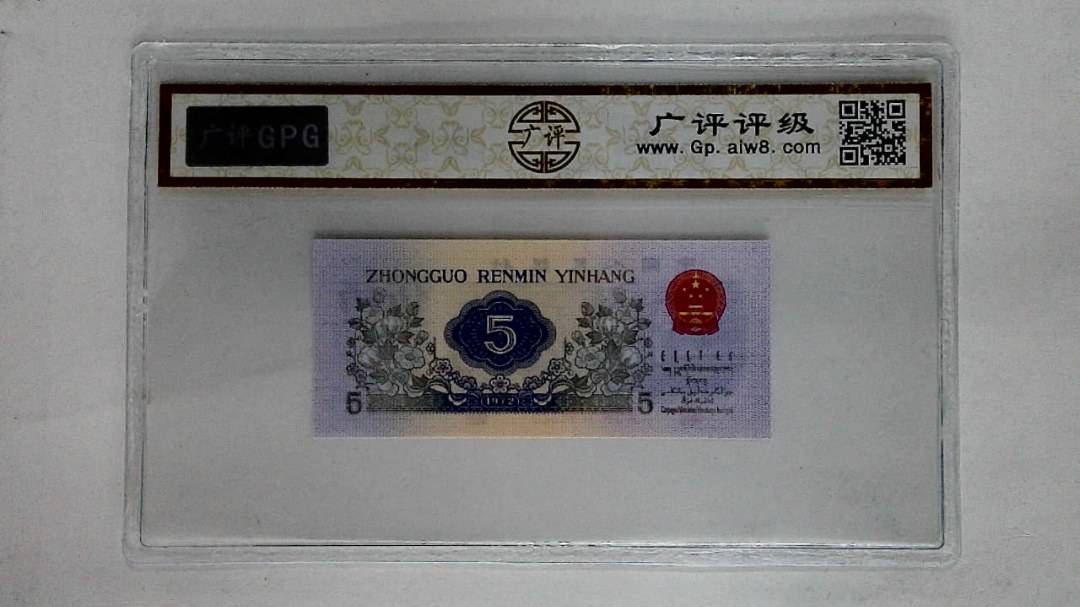 广评GPG
广评
广评评级
www.Gp.aiw8.com
ZHONGGUO RENMIN YINHANG
5
5 1972 5